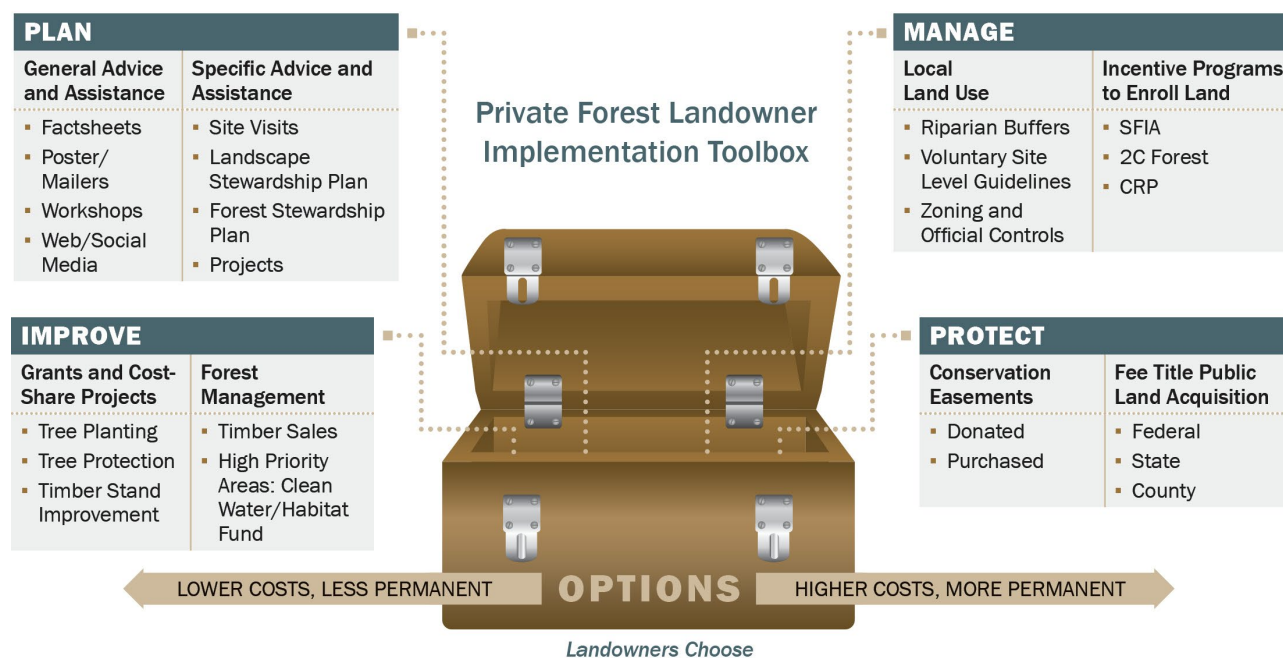 PLAN
General Advice
and Assistance
Factsheets
Poster/
Mailers
Workshops
Web/Social
Media
Specific Advice and
Assistance
Site Visits
Landscape
Stewardship Plan
Forest Stewardship
Plan
Projects
Private Forest Landowner
Implementation Toolbox
MANAGE
Local
Land Use
Riparian Buffers
Voluntary Site
Level Guidelines
Zoning and
Official Controls
Incentive Programs
to Enroll Land
SFIA
2C Forest
CRP
IMPROVE
Grants and Cost-
Share Projects
Tree Planting
Tree Protection
Timber Stand
Improvement
Forest
Management
Timber Sales
High Priority
Areas: Clean
Water/Habitat
Fund
PROTECT
Conservation
Easements
Donated
Purchased
Fee Title Public
Land Acquisition
Federal
State
County
LOWER COSTS, LESS PERMANENT
OPTIONS
HIGHER COSTS, MORE PERMANENT
Landowners Choose